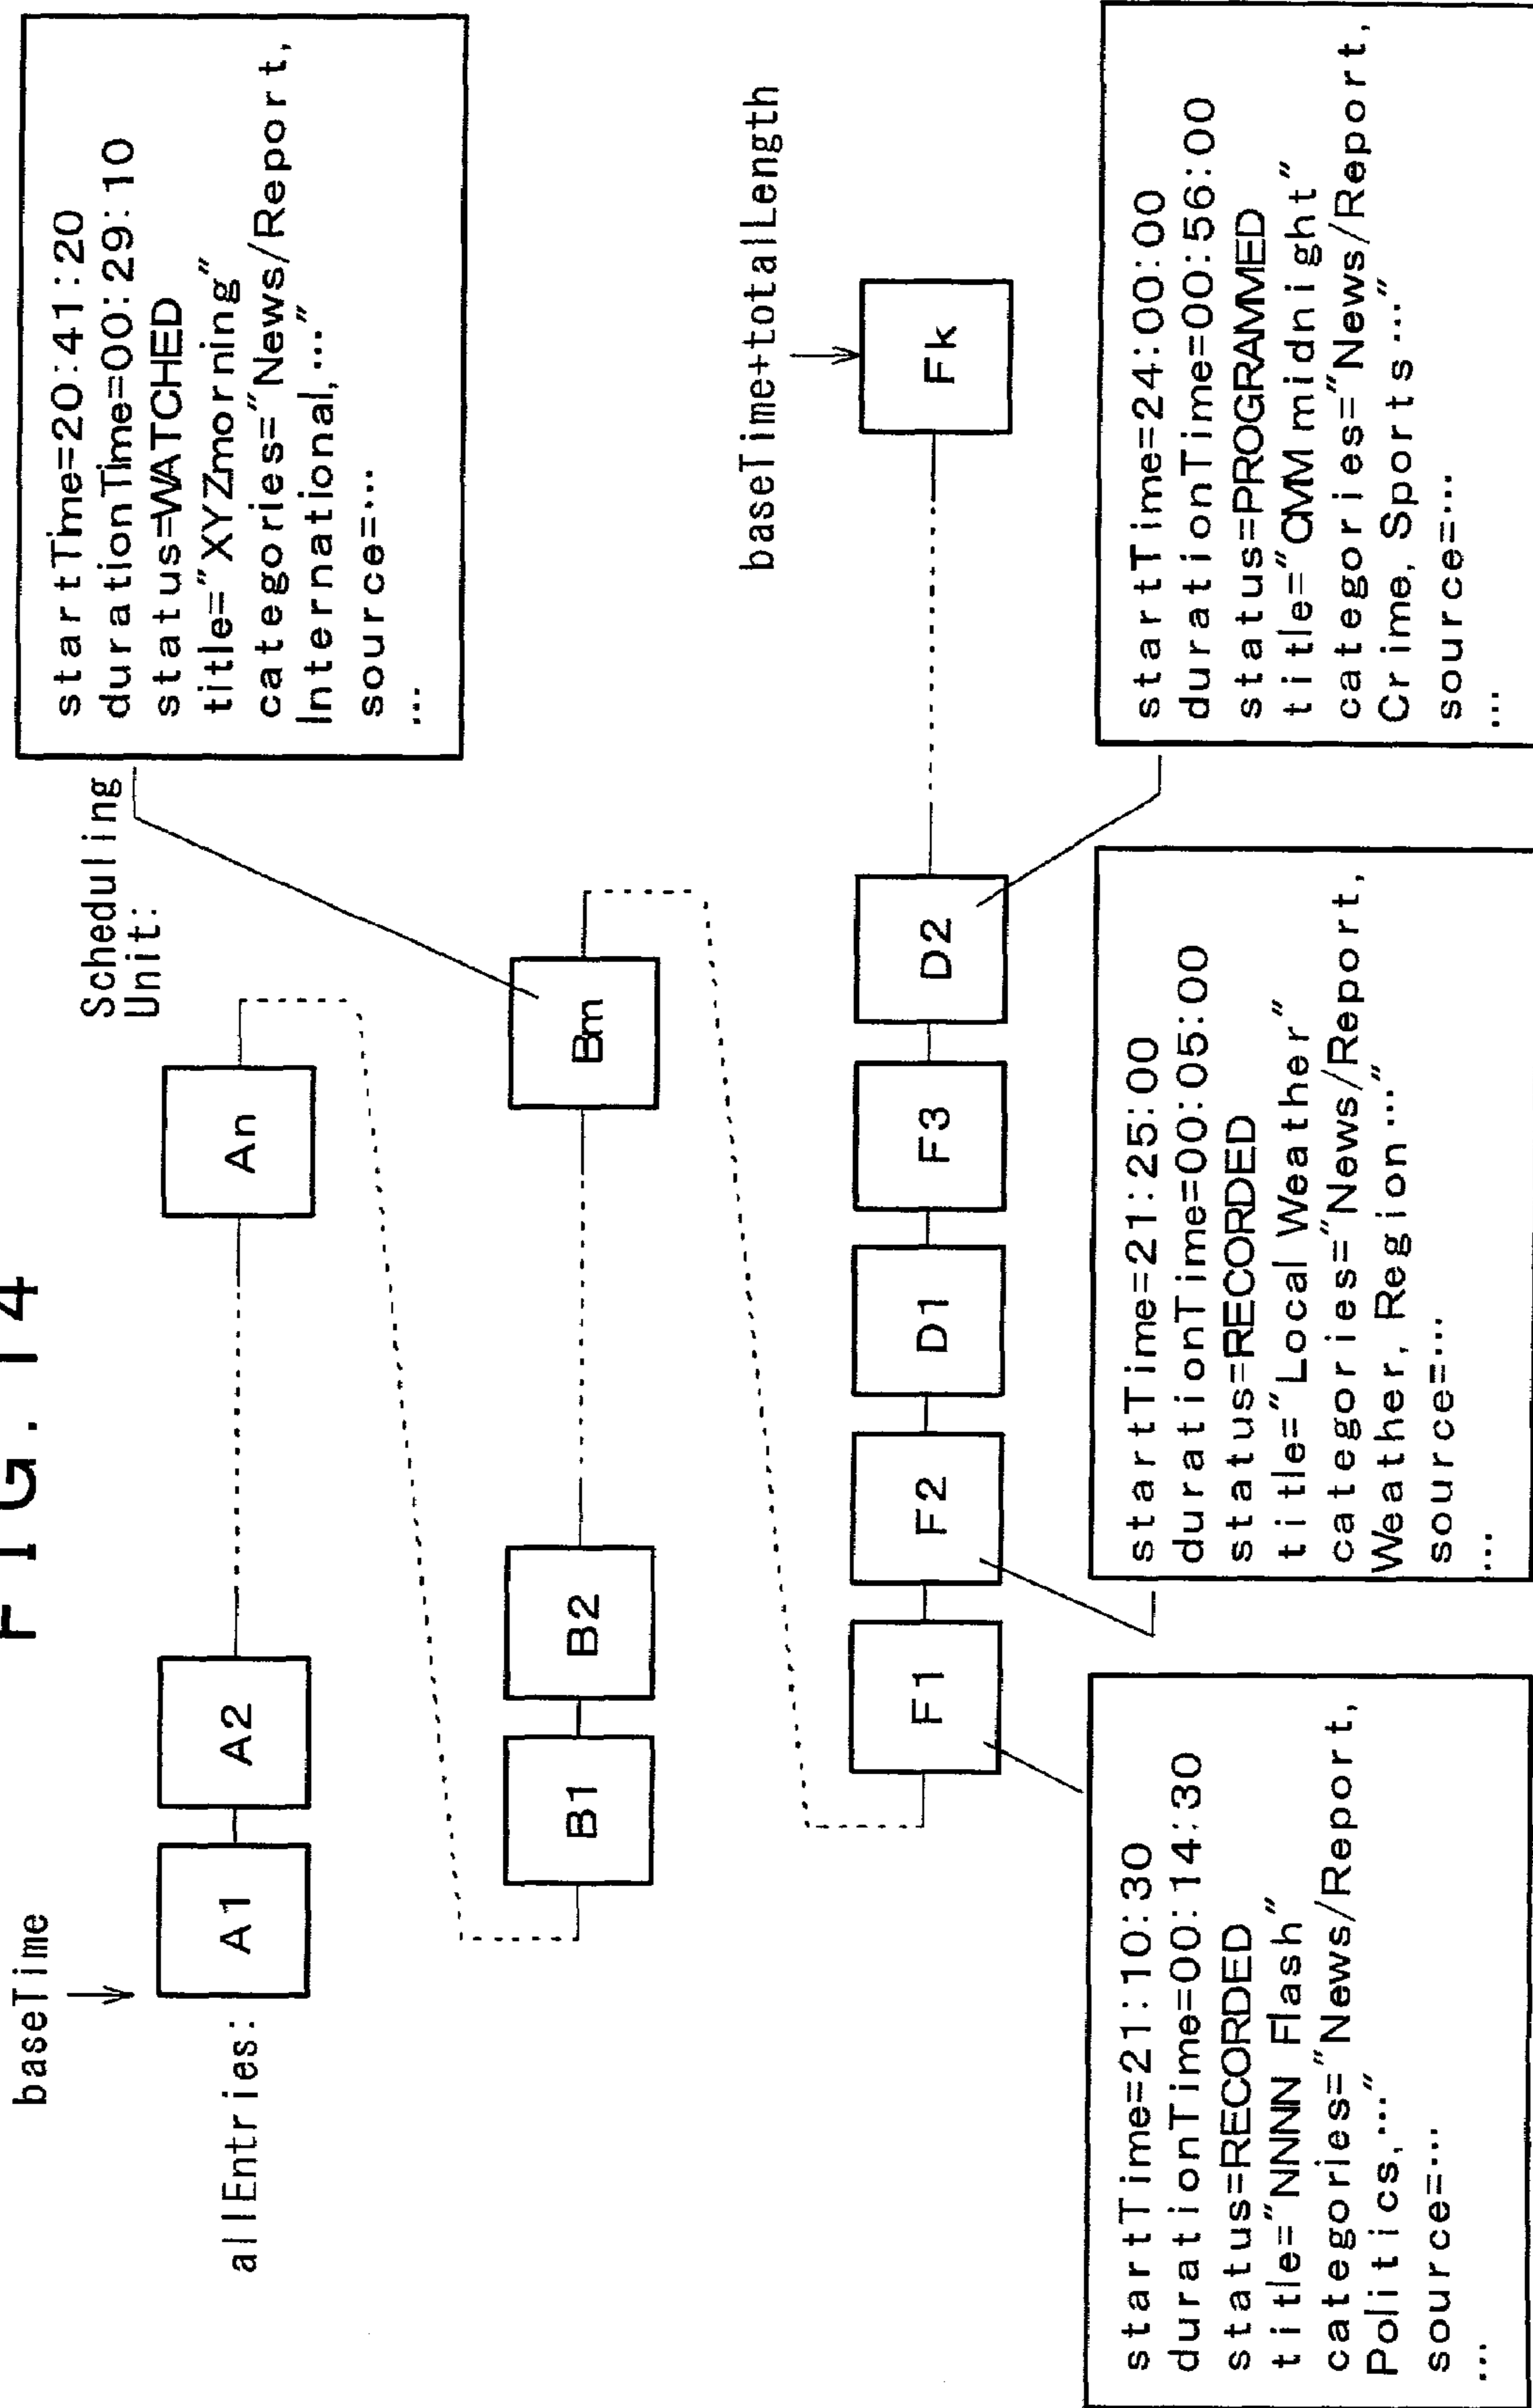 FIG. 14
baseTime
allEntries:
A1
A2
An
Scheduling
Unit:
startTime=20:41:20
durationTime=00:29:10
status=WATCHED
title="XYZmorning"
categories="News/Report,
International,…"
source=…
…
B1
B2
Bm
baseTime+totalLength
F1
F2
D1
F3
D2
Fk
startTime=21:10:30
durationTime=00:14:30
status=RECORDED
title="NNNN Flash"
categories="News/Report,
Politics,…"
source=…
…
startTime=21:25:00
durationTime=00:05:00
status=RECORDED
title="Local Weather"
categories="News/Report,
Weather, Region…"
source=…
…
startTime=24:00:00
durationTime=00:56:00
status=PROGRAMMED
title="CMM midnight"
categories="News/Report,
Crime, Sports…"
source=…
…